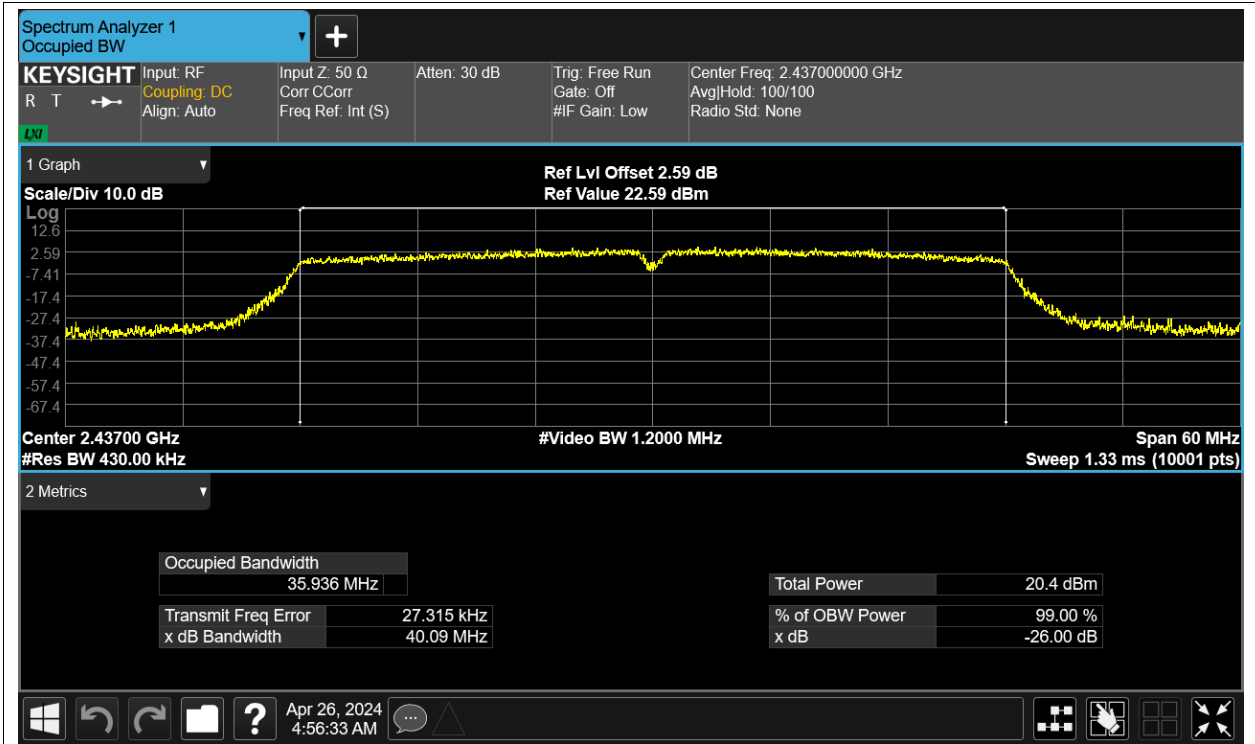 Spectrum Analyzer 1
Occupied BW
KEYSIGHT
R T
LXI
Input: RF
Coupling: DC
Align: Auto
Input Z: 50 Ω
Corr CCorr
Freq Ref: Int (S)
Atten: 30 dB
Trig: Free Run
Gate: Off
#IF Gain: Low
Center Freq: 2.437000000 GHz
Avg|Hold: 100/100
Radio Std: None
1 Graph
Scale/Div 10.0 dB
Ref Lvl Offset 2.59 dB
Ref Value 22.59 dBm
Log
12.6
2.59
-7.41
-17.4
-27.4
-37.4
-47.4
-57.4
-67.4
Center 2.43700 GHz
#Video BW 1.2000 MHz
Span 60 MHz
#Res BW 430.00 kHz
Sweep 1.33 ms (10001 pts)
2 Metrics
Occupied Bandwidth
35.936 MHz
Transmit Freq Error 27.315 kHz
x dB Bandwidth 40.09 MHz
Total Power 20.4 dBm
% of OBW Power 99.00 %
x dB -26.00 dB
?
Apr 26, 2024
4:56:33 AM